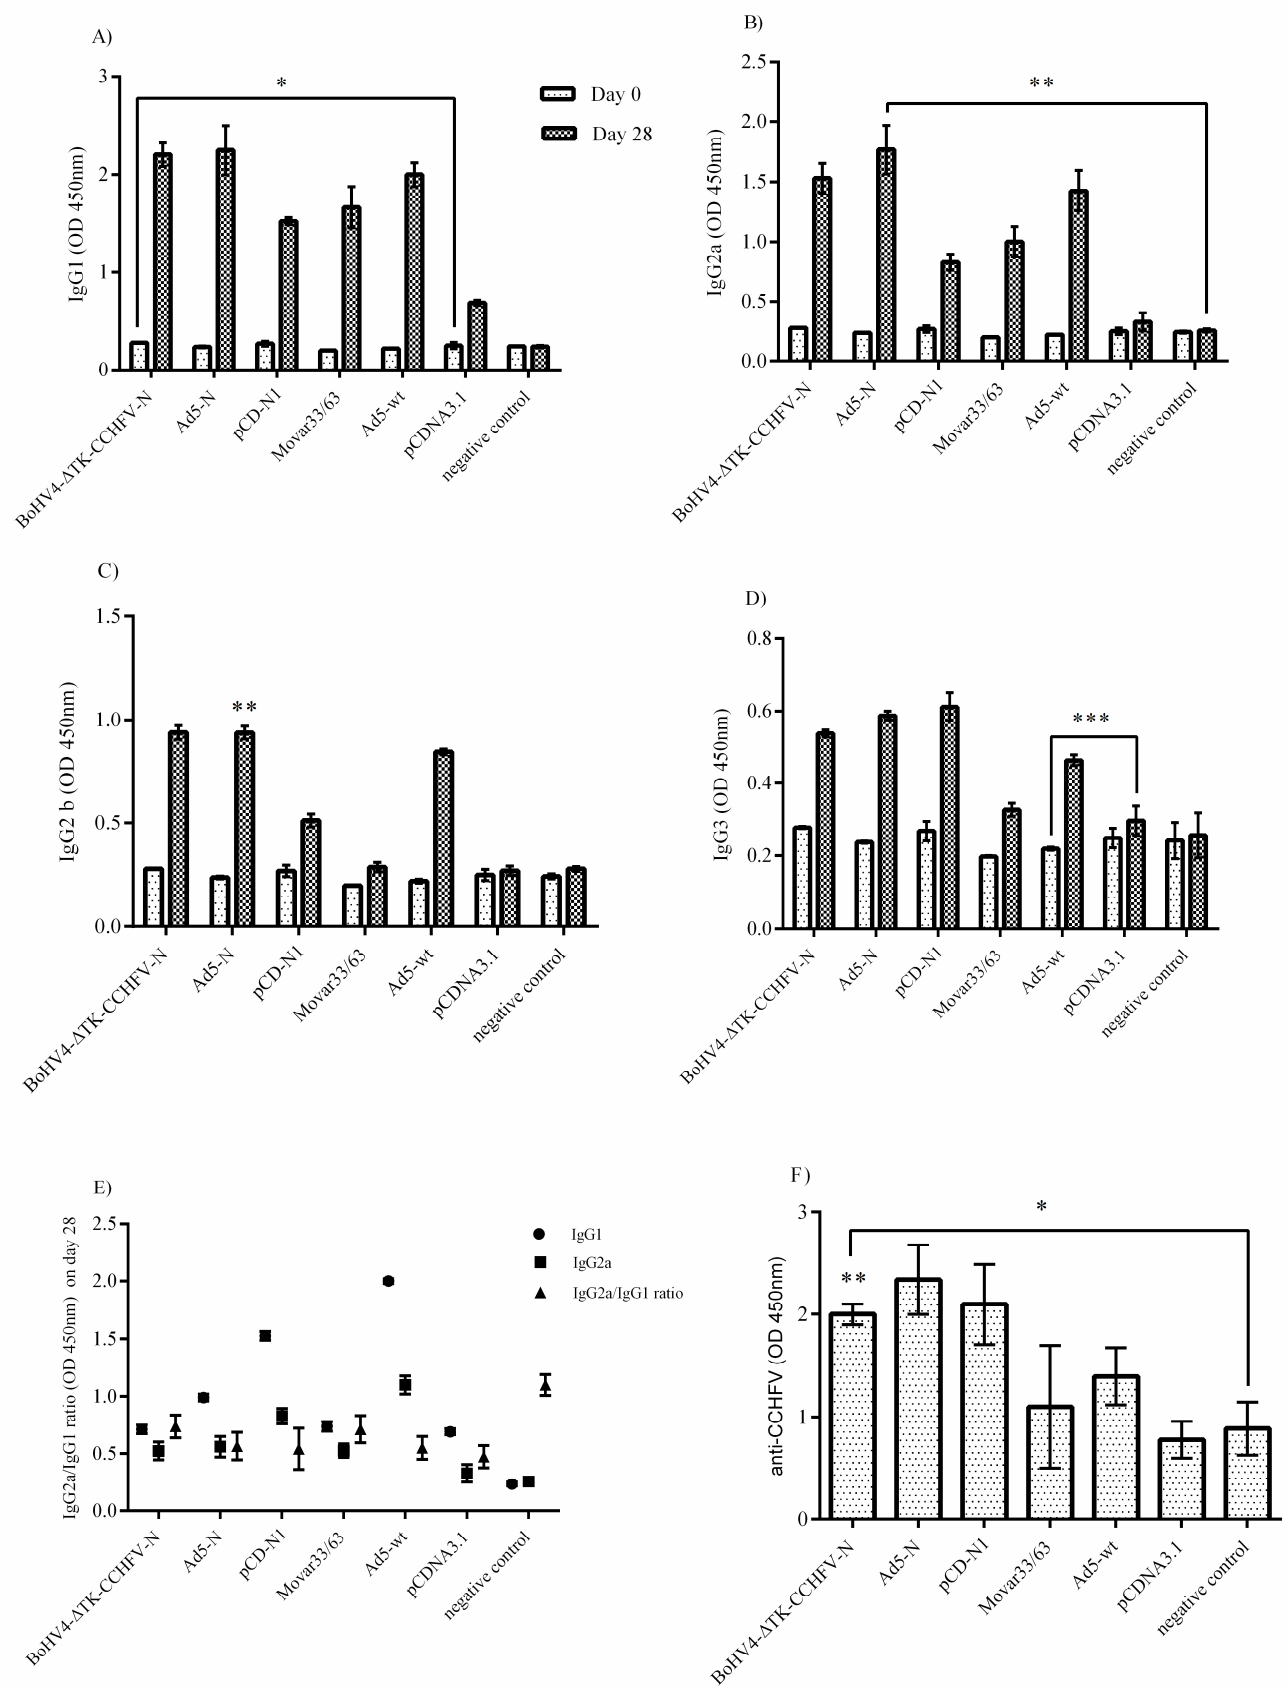 A)
*
Day 0
Day 28
IgG1 (OD 450nm)
3
2
1
0
BoHV4-ΔTK-CCHFV-N
Ad5-N
pCD-N1
Movar33/63
Ad5-wt
pCDNA3.1
negative control
B)
**
IgG2a (OD 450nm)
2.5
2.0
1.5
1.0
0.5
0.0
BoHV4-ΔTK-CCHFV-N
Ad5-N
pCD-N1
Movar33/63
Ad5-wt
pCDNA3.1
negative control
C)
**
IgG2 b (OD 450nm)
1.5
1.0
0.5
0.0
BoHV4-ΔTK-CCHFV-N
Ad5-N
pCD-N1
Movar33/63
Ad5-wt
pCDNA3.1
negative control
D)
***
IgG3 (OD 450nm)
0.8
0.6
0.4
0.2
0.0
BoHV4-ΔTK-CCHFV-N
Ad5-N
pCD-N1
Movar33/63
Ad5-wt
pCDNA3.1
negative control
E)
IgG1
IgG2a
IgG2a/IgG1 ratio
IgG2a/IgG1 ratio (OD 450nm) on day 28
2.5
2.0
1.5
1.0
0.5
0.0
BoHV4-ΔTK-CCHFV-N
Ad5-N
pCD-N1
Movar33/63
Ad5-wt
pCDNA3.1
negative control
F)
*
**
anti-CCHFV (OD 450nm)
3
2
1
0
BoHV4-ΔTK-CCHFV-N
Ad5-N
pCD-N1
Movar33/63
Ad5-wt
pCDNA3.1
negative control